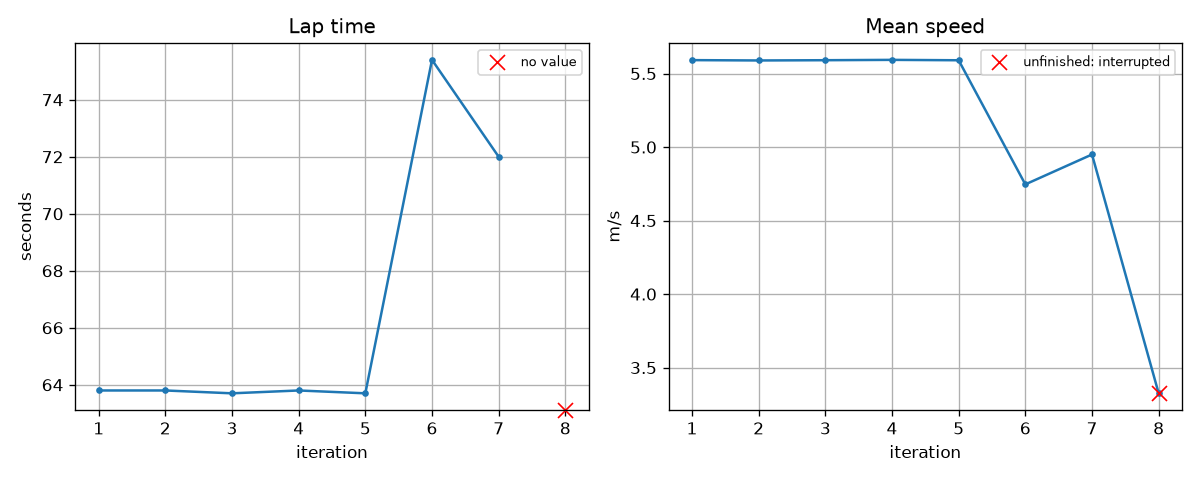 Lap time
no value
74
72
70
68
66
64
seconds
1 2 3 4 5 6 7 8
iteration
Mean speed
unfinished: interrupted
5.5
5.0
4.5
4.0
3.5
m/s
1 2 3 4 5 6 7 8
iteration